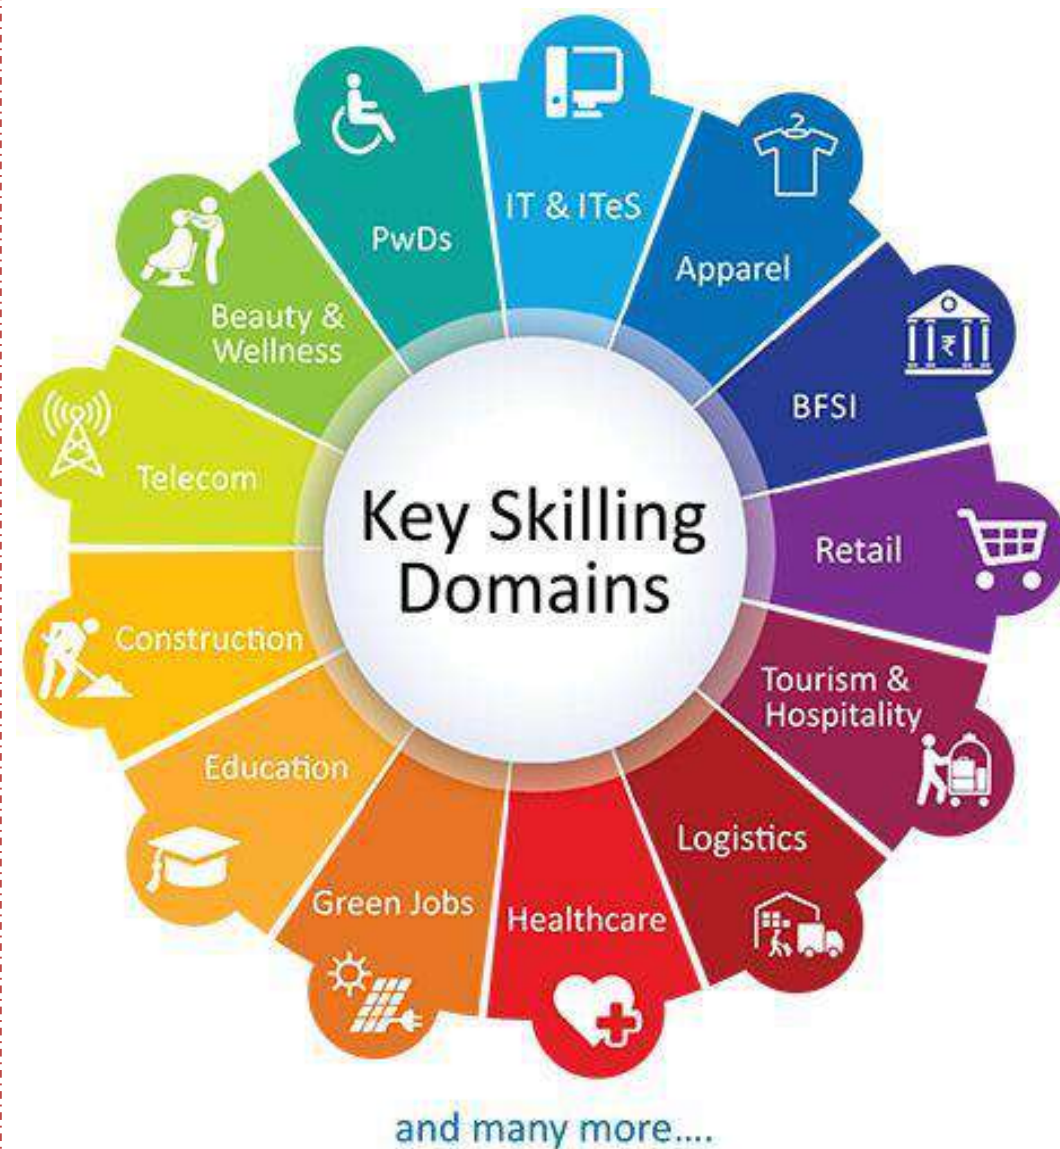 Key Skilling
Domains
IT & ITeS
Apparel
BFSI
Retail
Tourism &
Hospitality
Logistics
Healthcare
Green Jobs
Education
Construction
Telecom
Beauty &
Wellness
PwDs
₹
and many more....